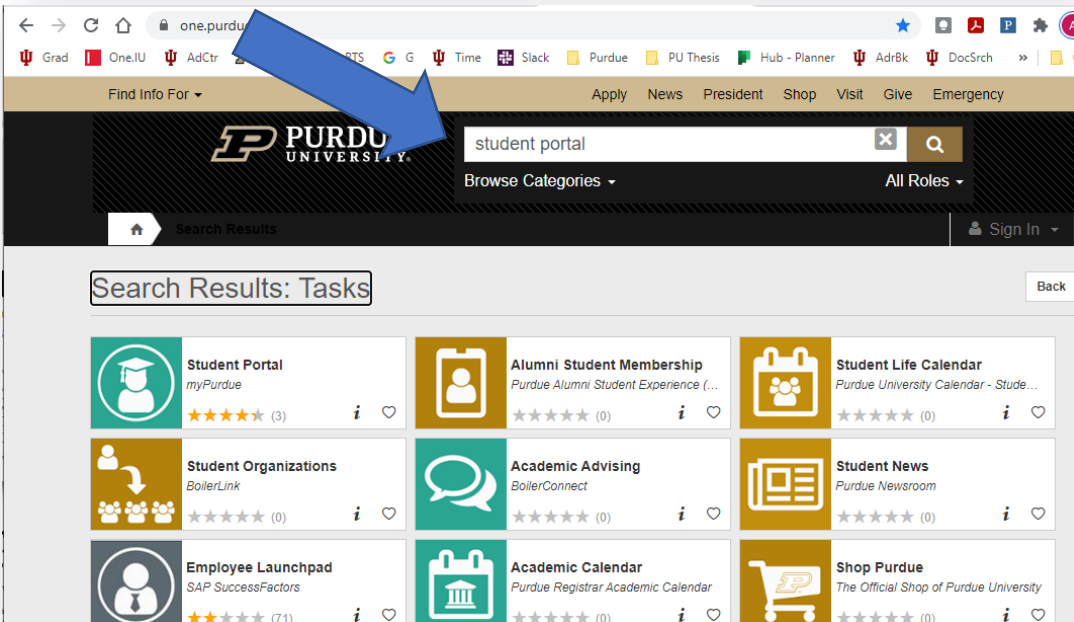 one.purdu
Grad One.IU AdCtr PTS G Time Slack Purdue PU Thesis Hub - Planner AdrBk DocSrch »
Find Info For Apply News President Shop Visit Give Emergency
PURDU
UNIVERSITY.
student portal
Browse Categories All Roles
Search Results Sign In
Search Results: Tasks Back
Student Portal
myPurdue
(3) i
Alumni Student Membership
Purdue Alumni Student Experience (...
(0) i
Student Life Calendar
Purdue University Calendar - Stude...
(0) i
Student Organizations
BoilerLink
(0) i
Academic Advising
BoilerConnect
(0) i
Student News
Purdue Newsroom
(0) i
Employee Launchpad
SAP SuccessFactors
(71) i
Academic Calendar
Purdue Registrar Academic Calendar
(0) i
Shop Purdue
The Official Shop of Purdue University
(0) i